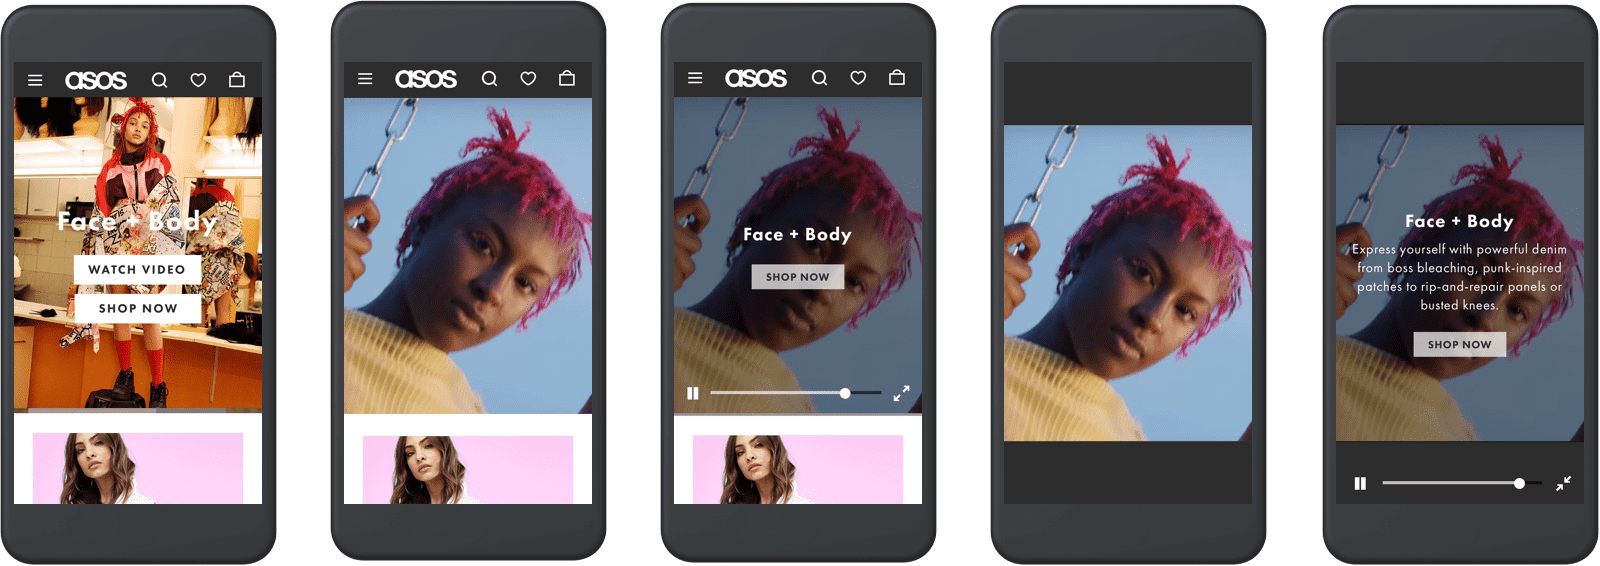 asos
Face + Body
WATCH VIDEO
SHOP NOW
asos
asos
Face + Body
SHOP NOW
Face + Body
Express yourself with powerful denim
from boss bleaching, punk-inspired
patches to rip-and-repair panels or
busted knees.
SHOP NOW